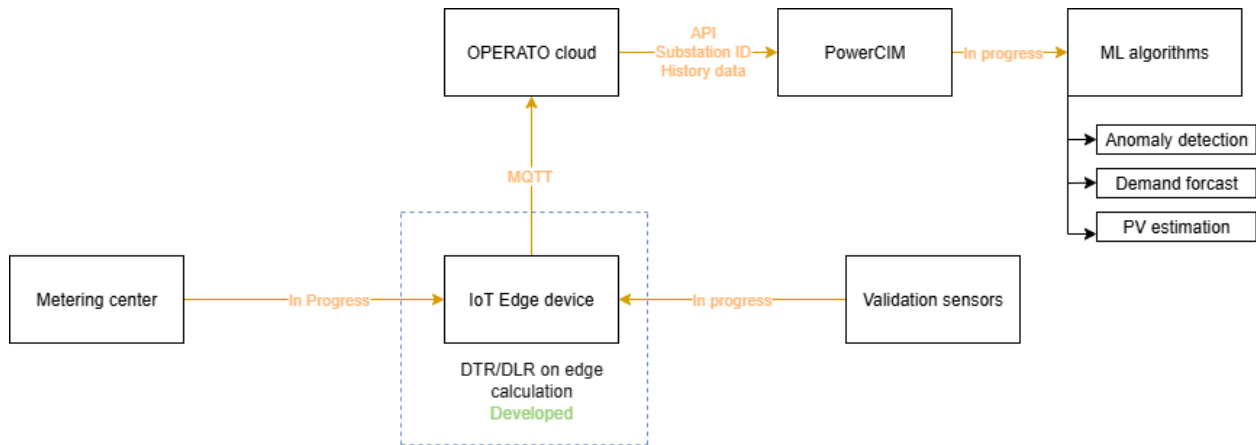 API
OPERATO cloud
Substation ID
PowerCIM
In progress
ML algorithms
History data
Anomaly detection
MQTT
Demand forcast
PV estimation
Metering center
In Progress
IoT Edge device
In progress
Validation sensors
DTR/DLR on edge
calculation
Developed